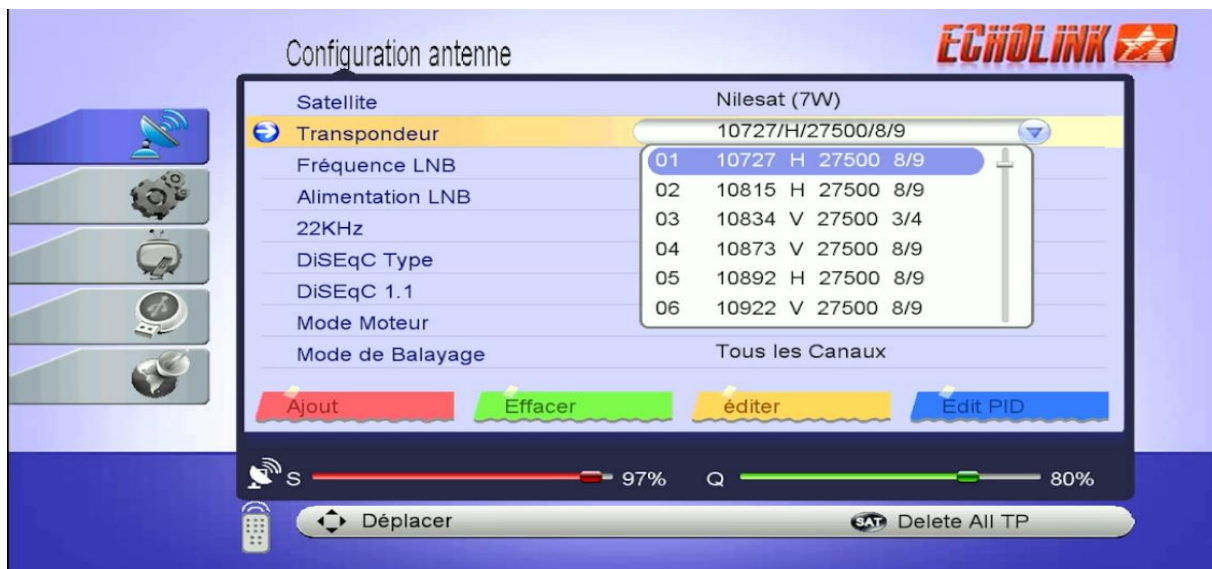 Configuration antenne
ECHOLINK
Satellite Nilesat (7W)
Transpondeur 10727/H/27500/8/9
Fréquence LNB
Alimentation LNB
22KHz
DiSEqC Type
DiSEqC 1.1
Mode Moteur
01 10727 H 27500 8/9
02 10815 H 27500 8/9
03 10834 V 27500 3/4
04 10873 V 27500 8/9
05 10892 H 27500 8/9
06 10922 V 27500 8/9
Mode de Balayage Tous les Canaux
Ajout Effacer éditer Edit PID
S 97% Q 80%
Déplacer SAT Delete All TP